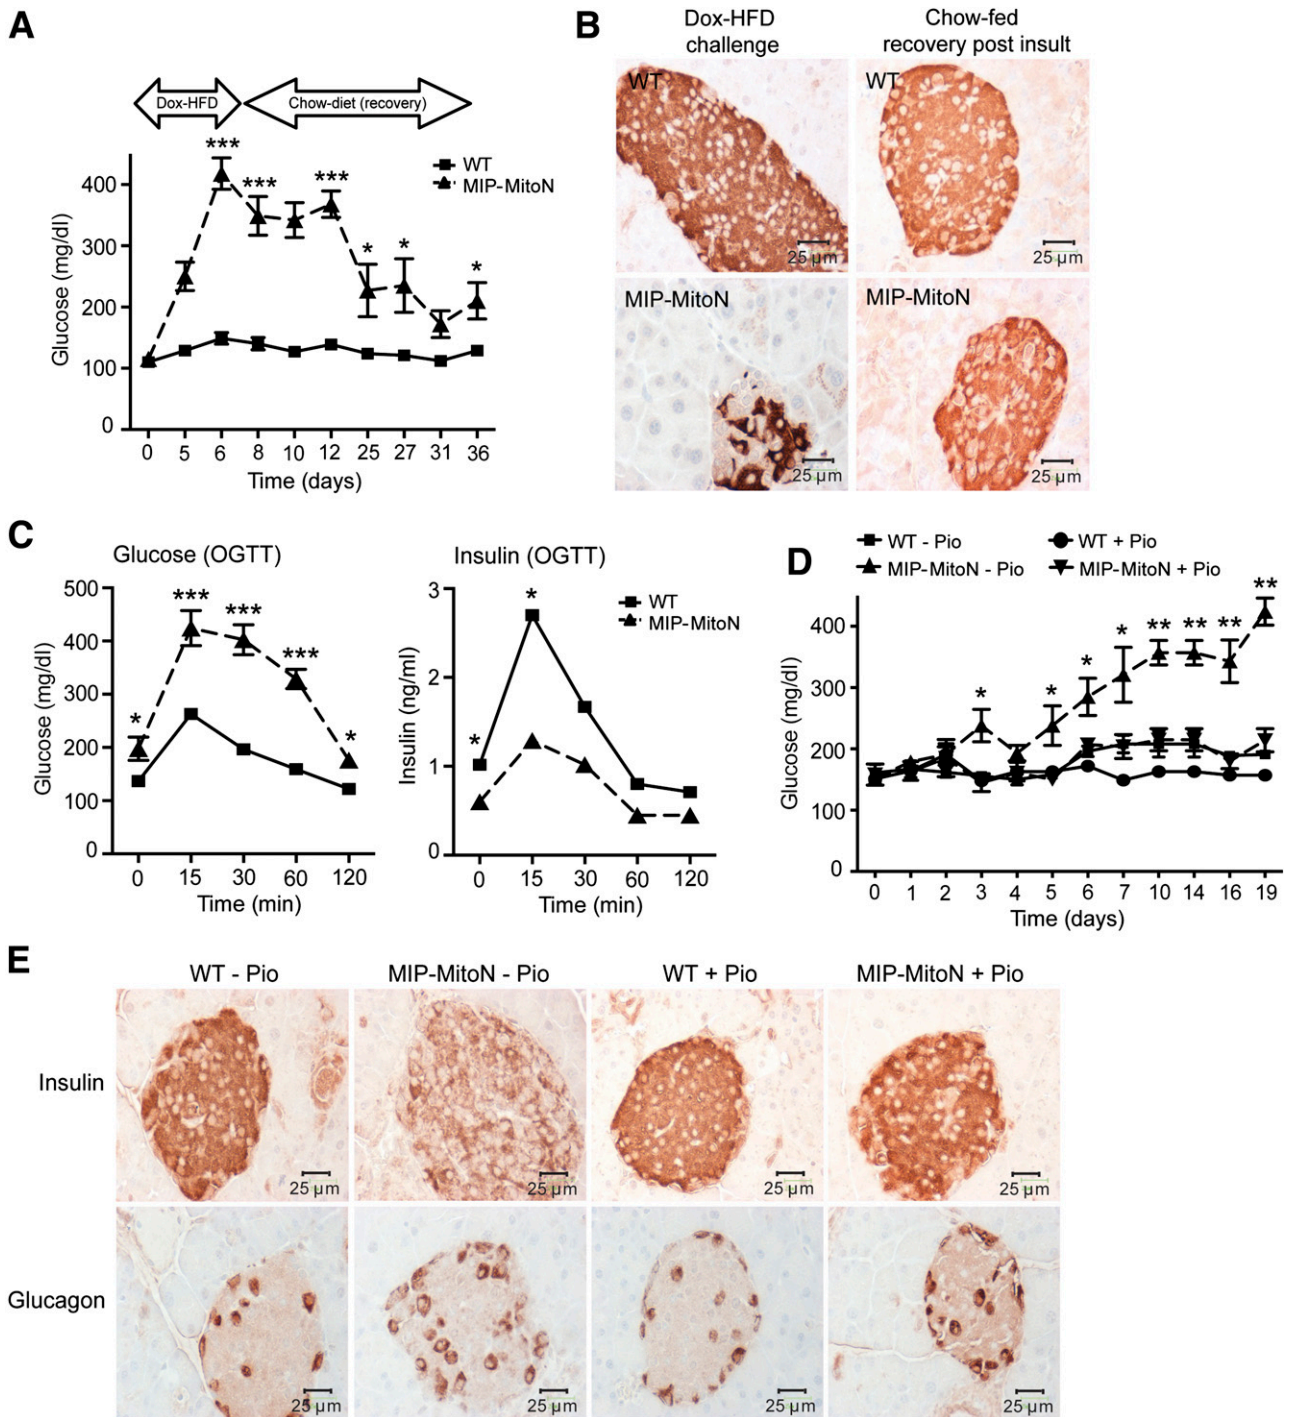 A
Dox-HFD
Chow-diet (recovery)
***
***
***
*
*
*
WT
MIP-MitoN
Glucose (mg/dl)
400
300
200
100
0
0 5 6 8 10 12 25 27 31 36
Time (days)
B
Dox-HFD
challenge
Chow-fed
recovery post insult
WT
25 µm
WT
25 µm
MIP-MitoN
25 µm
MIP-MitoN
25 µm
C
Glucose (OGTT)
Glucose (mg/dl)
500
400
300
200
100
0
*
***
***
***
*
0 15 30 60 120
Time (min)
Insulin (OGTT)
Insulin (ng/ml)
3
2
1
0
*
*
WT
MIP-MitoN
0 15 30 60 120
Time (min)
D
WT - Pio
WT + Pio
MIP-MitoN - Pio
MIP-MitoN + Pio
Glucose (mg/dl)
400
300
200
100
0
*
*
*
*
**
**
**
**
0 1 2 3 4 5 6 7 10 14 16 19
Time (days)
E
WT - Pio
MIP-MitoN - Pio
WT + Pio
MIP-MitoN + Pio
Insulin
25 µm
25 µm
25 µm
25 µm
Glucagon
25 µm
25 µm
25 µm
25 µm